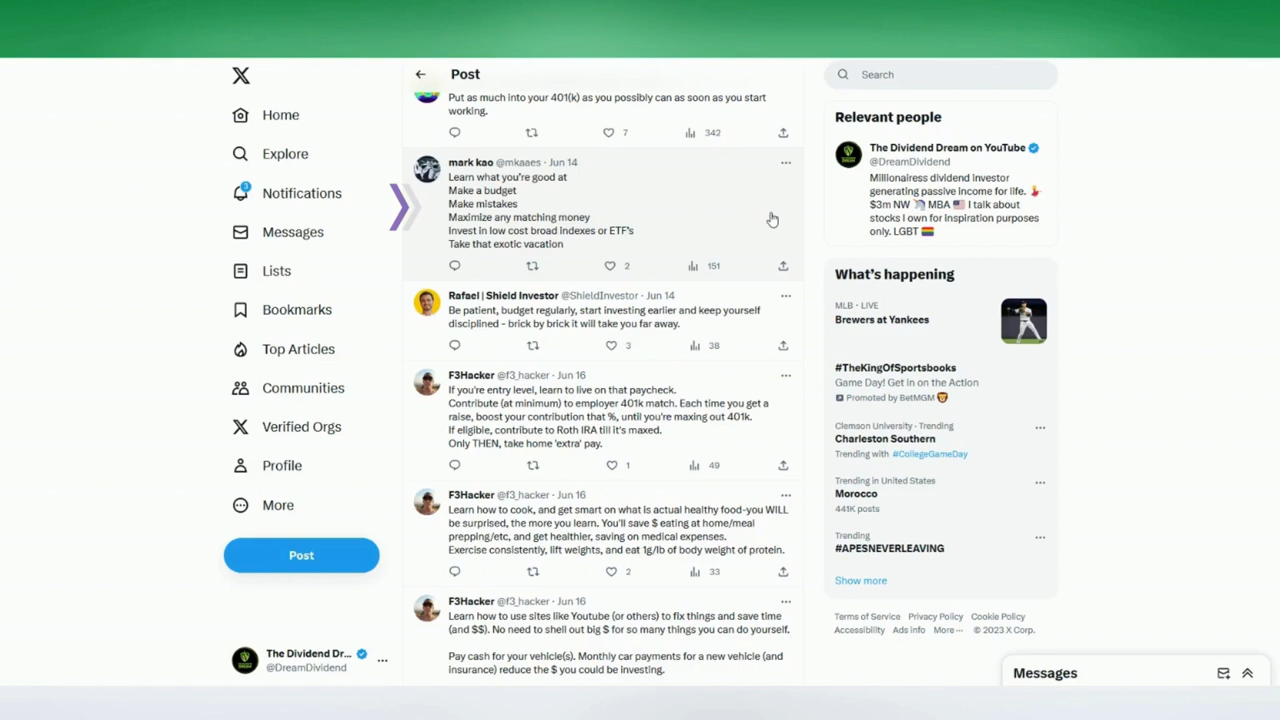 Home
Explore
3
Notifications
Messages
Lists
Bookmarks
Top Articles
Communities
Verified Orgs
Profile
More
Post
The Dividend Dr...
@DreamDividend
Post
Put as much into your 401(k) as you possibly can as soon as you start
working.
7
342
mark kao @mkaaes · Jun 14
Learn what you're good at
Make a budget
Make mistakes
Maximize any matching money
Invest in low cost broad Indexes or ETF's
Take that exotic vacation
2
151
Rafael | Shield Investor @ShieldInvestor · Jun 14
Be patient, budget regularly, start investing earlier and keep yourself
disciplined - brick by brick it will take you far away.
3
38
F3Hacker @f3_hacker · Jun 16
If you're entry level, learn to live on that paycheck.
Contribute (at minimum) to employer 401k match. Each time you get a
raise, boost your contribution that %, until you're maxing out 401k.
If eligible, contribute to Roth IRA till it's maxed.
Only THEN, take home 'extra' pay.
1
49
F3Hacker @f3_hacker · Jun 16
Learn how to cook, and get smart on what is actual healthy food-you WILL
be surprised, the more you learn. You'll save $ eating at home/meal
prepping/etc, and get healthier, saving on medical expenses.
Exercise consistently, lift weights, and eat 1g/lb of body weight of protein.
2
33
F3Hacker @f3_hacker · Jun 16
Learn how to use sites like Youtube (or others) to fix things and save time
(and $$). No need to shell out big $ for so many things you can do yourself.
Pay cash for your vehicle(s). Monthly car payments for a new vehicle (and
insurance) reduce the $ you could be investing.
Search
Relevant people
The Dividend Dream on YouTube
@DreamDividend
Millionairess dividend investor
generating passive income for life.
$3m NW MBA I talk about
stocks I own for inspiration purposes
only. LGBT
What's happening
MLB · LIVE
Brewers at Yankees
#TheKingOfSportsbooks
Game Day! Get in on the Action
Promoted by BetMGM
Clemson University · Trending
Charleston Southern
Trending with #CollegeGameDay
Trending in United States
Morocco
441K posts
Trending
#APESNEVERLEAVING
Show more
Terms of Service Privacy Policy Cookie Policy
Accessibility Ads info More ··· © 2023 X Corp.
Messages